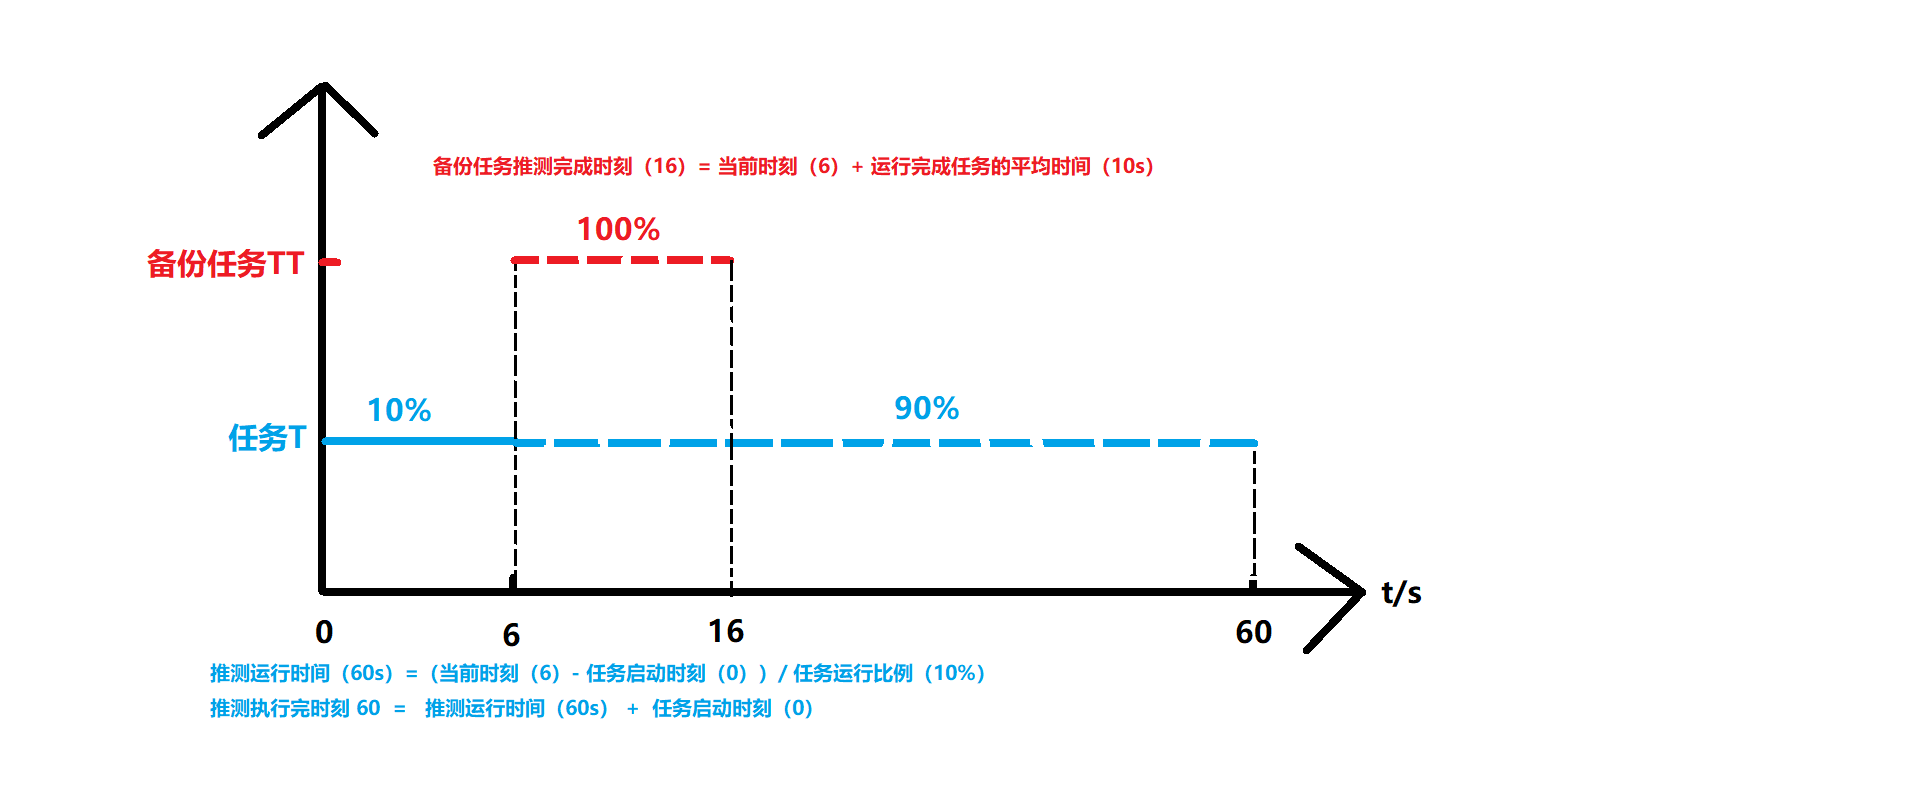 备份任务推测完成时刻（16）= 当前时刻（6）+ 运行完成任务的平均时间（10s）
100%
备份任务TT
10%
90%
任务T
t/s
0
6
16
60
推测运行时间（60s）=（当前时刻（6）- 任务启动时刻（0））/ 任务运行比例（10%）
推测执行完时刻 60 = 推测运行时间（60s） + 任务启动时刻（0）